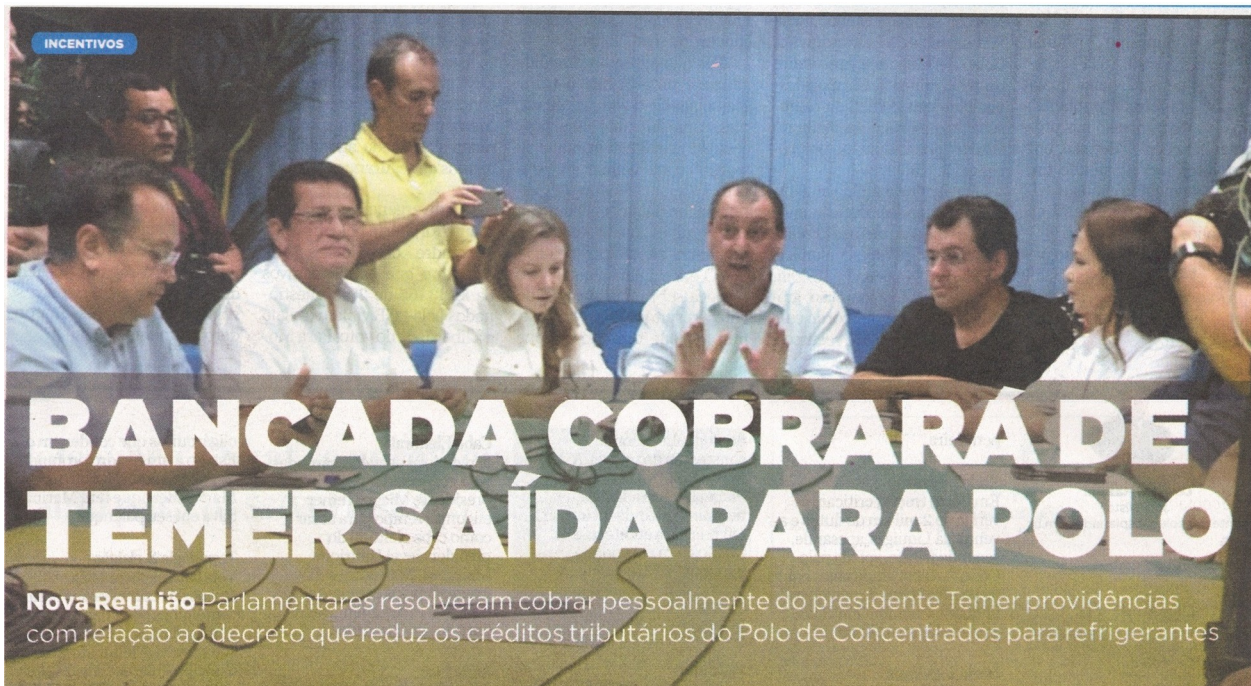 INCENTIVOS
BANCADA COBRARÁ DE
TEMER SAÍDA PARA POLO
Nova Reunião Parlamentares resolveram cobrar pessoalmente do presidente Temer providências
com relação ao decreto que reduz os créditos tributários do Polo de Concentrados para refrigerantes